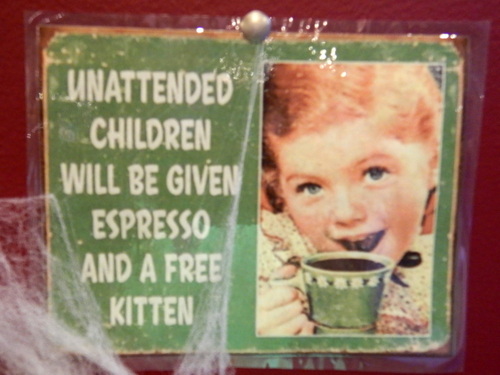 UNATTENDED
CHILDREN
WILL BE GIVEN
ESPRESSO
AND A FREE
KITTEN